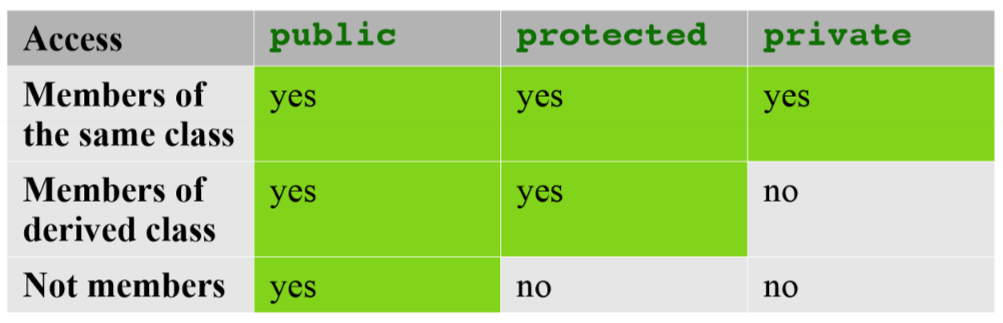 Access public protected private
Members of the same class yes yes yes
Members of derived class yes yes no
Not members yes no no